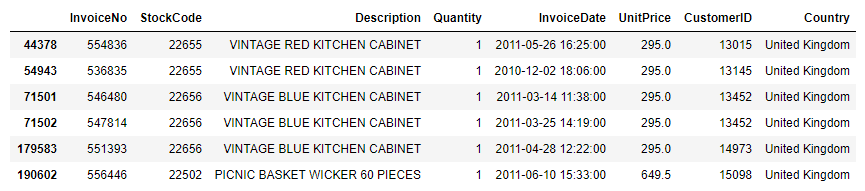 InvoiceNo StockCode Description Quantity InvoiceDate UnitPrice CustomerID Country
44378 554836 22655 VINTAGE RED KITCHEN CABINET 1 2011-05-26 16:25:00 295.0 13015 United Kingdom
54943 536835 22655 VINTAGE RED KITCHEN CABINET 1 2010-12-02 18:06:00 295.0 13145 United Kingdom
71501 546480 22656 VINTAGE BLUE KITCHEN CABINET 1 2011-03-14 11:38:00 295.0 13452 United Kingdom
71502 547814 22656 VINTAGE BLUE KITCHEN CABINET 1 2011-03-25 14:19:00 295.0 13452 United Kingdom
179583 551393 22656 VINTAGE BLUE KITCHEN CABINET 1 2011-04-28 12:22:00 295.0 14973 United Kingdom
190602 556446 22502 PICNIC BASKET WICKER 60 PIECES 1 2011-06-10 15:33:00 649.5 15098 United Kingdom